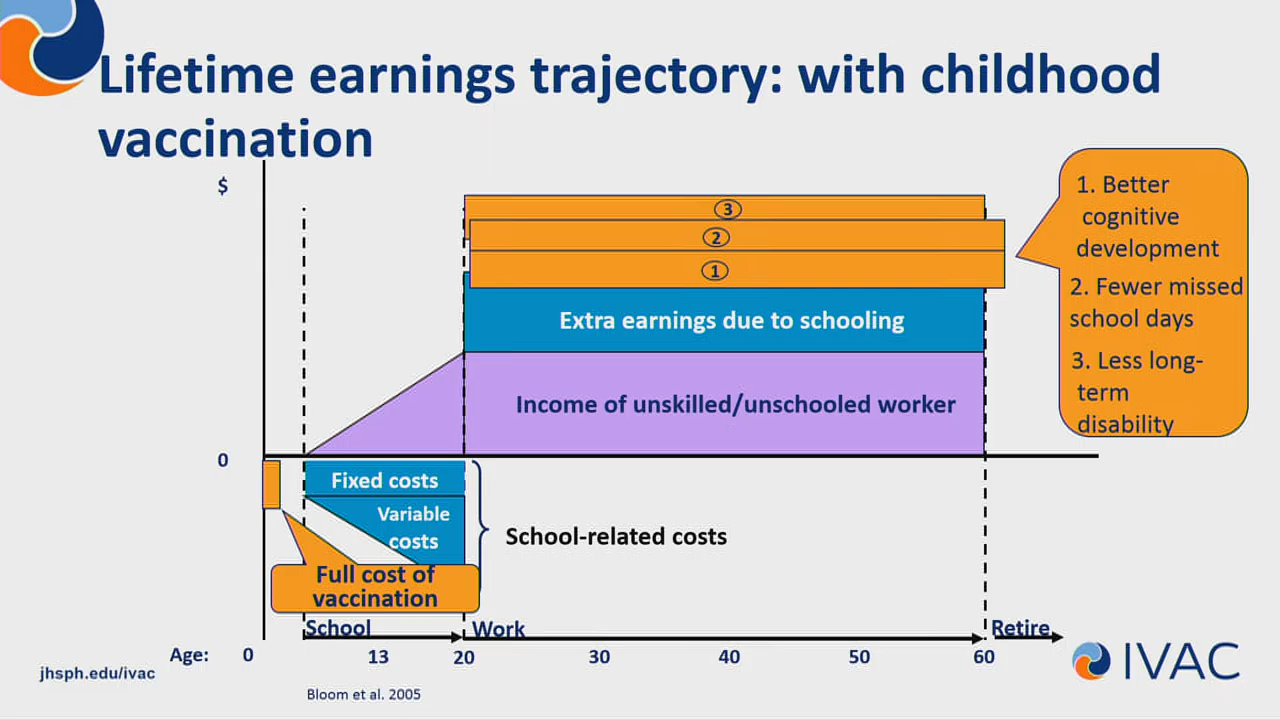 Lifetime earnings trajectory: with childhood
vaccination
$
③
②
①
Extra earnings due to schooling
Income of unskilled/unschooled worker
1. Better
cognitive
development
2. Fewer missed
school days
3. Less long-
term
disability
0
Fixed costs
Variable
costs
School-related costs
Full cost of
vaccination
School
Work
Retire
Age: 0 13 20 30 40 50 60
jhsph.edu/ivac
Bloom et al. 2005
IVAC